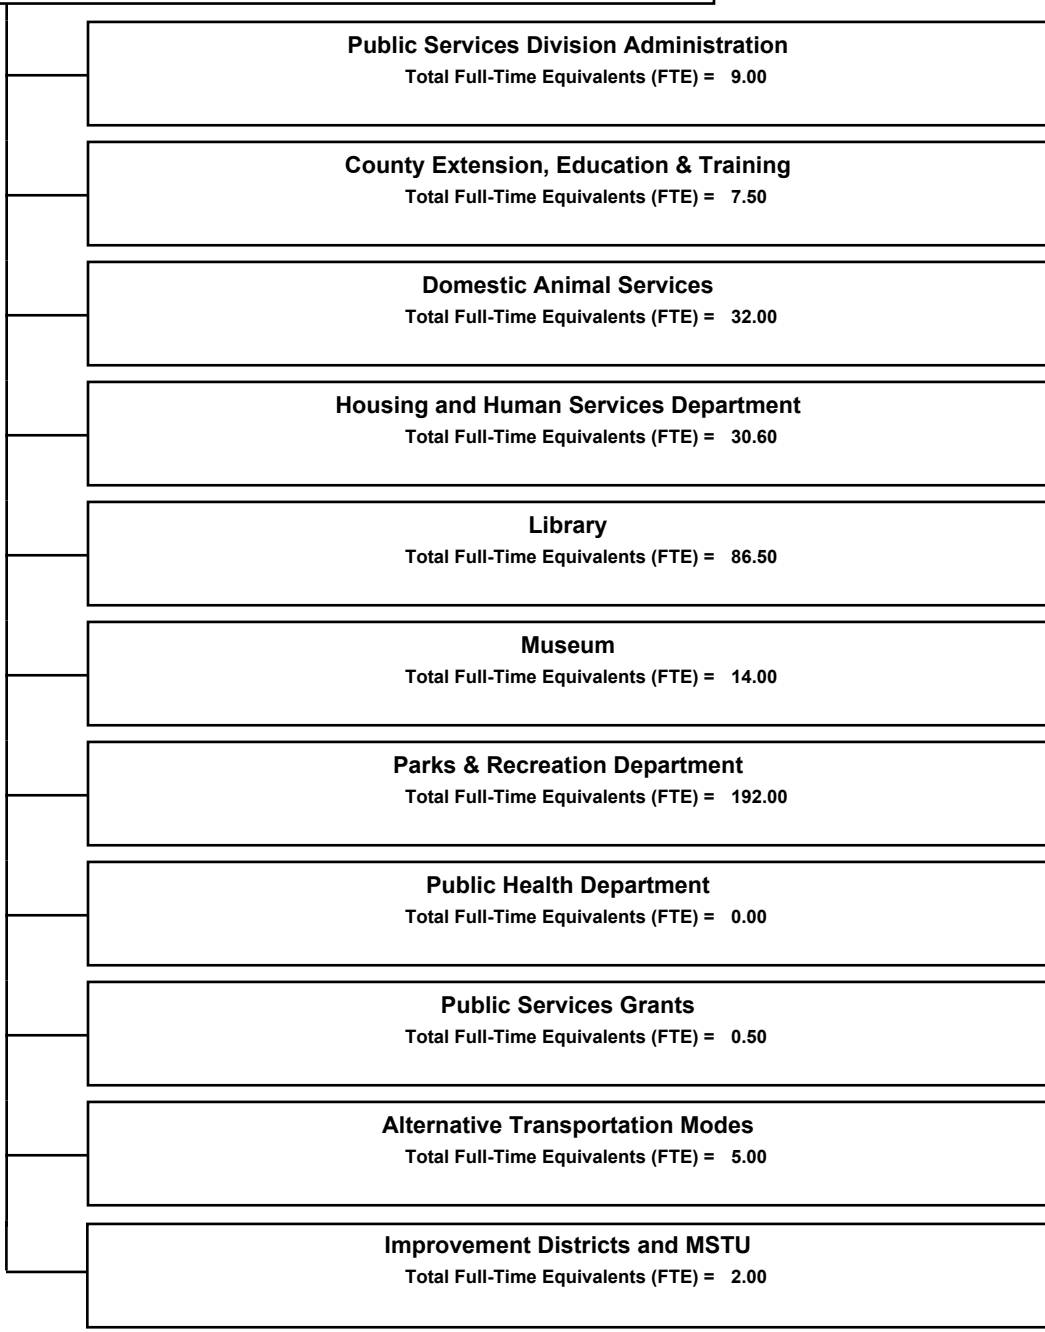 Public Services Division Administration
Total Full-Time Equivalents (FTE) = 9.00
County Extension, Education & Training
Total Full-Time Equivalents (FTE) = 7.50
Domestic Animal Services
Total Full-Time Equivalents (FTE) = 32.00
Housing and Human Services Department
Total Full-Time Equivalents (FTE) = 30.60
Library
Total Full-Time Equivalents (FTE) = 86.50
Museum
Total Full-Time Equivalents (FTE) = 14.00
Parks & Recreation Department
Total Full-Time Equivalents (FTE) = 192.00
Public Health Department
Total Full-Time Equivalents (FTE) = 0.00
Public Services Grants
Total Full-Time Equivalents (FTE) = 0.50
Alternative Transportation Modes
Total Full-Time Equivalents (FTE) = 5.00
Improvement Districts and MSTU
Total Full-Time Equivalents (FTE) = 2.00